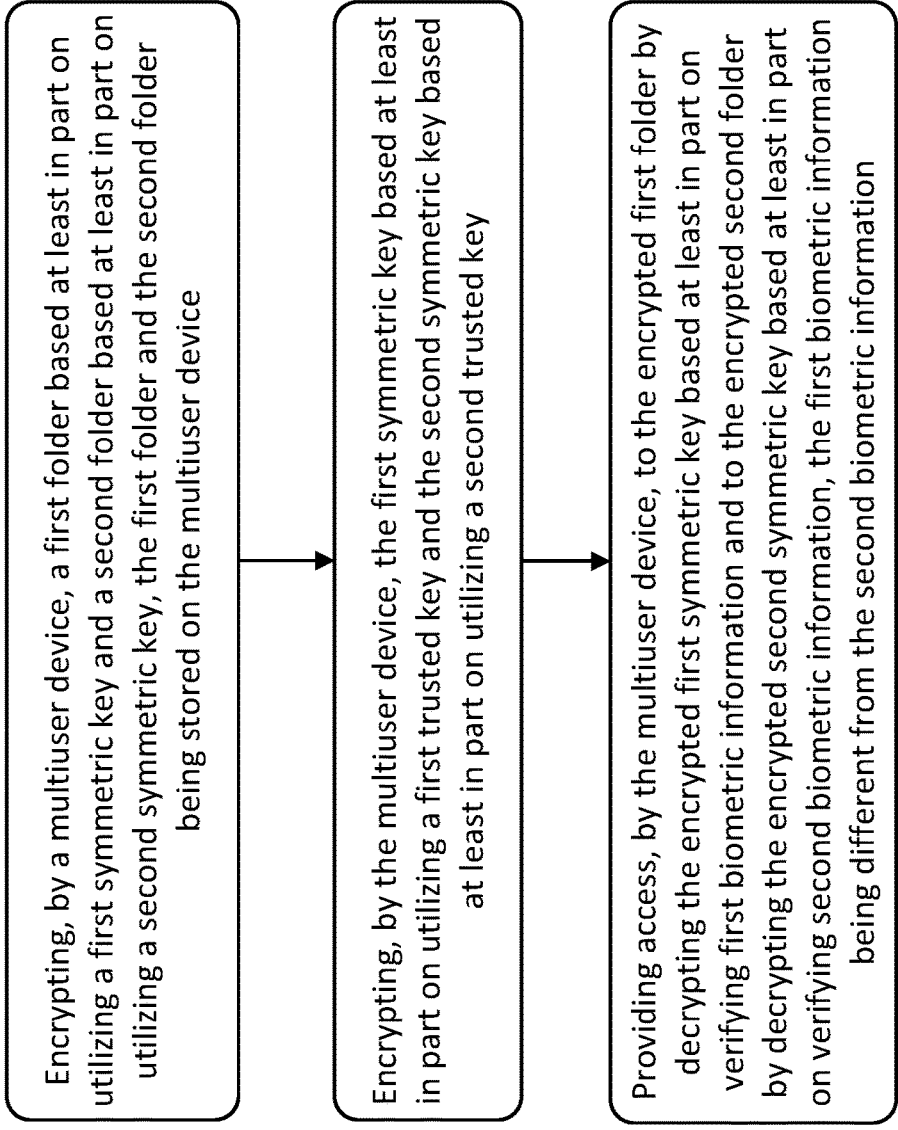 Encrypting, by a multiuser device, a first folder based at least in part on
utilizing a first symmetric key and a second folder based at least in part on
utilizing a second symmetric key, the first folder and the second folder
being stored on the multiuser device
Encrypting, by the multiuser device, the first symmetric key based at least
in part on utilizing a first trusted key and the second symmetric key based
at least in part on utilizing a second trusted key
Providing access, by the multiuser device, to the encrypted first folder by
decrypting the encrypted first symmetric key based at least in part on
verifying first biometric information and to the encrypted second folder
by decrypting the encrypted second symmetric key based at least in part
on verifying second biometric information, the first biometric information
being different from the second biometric information